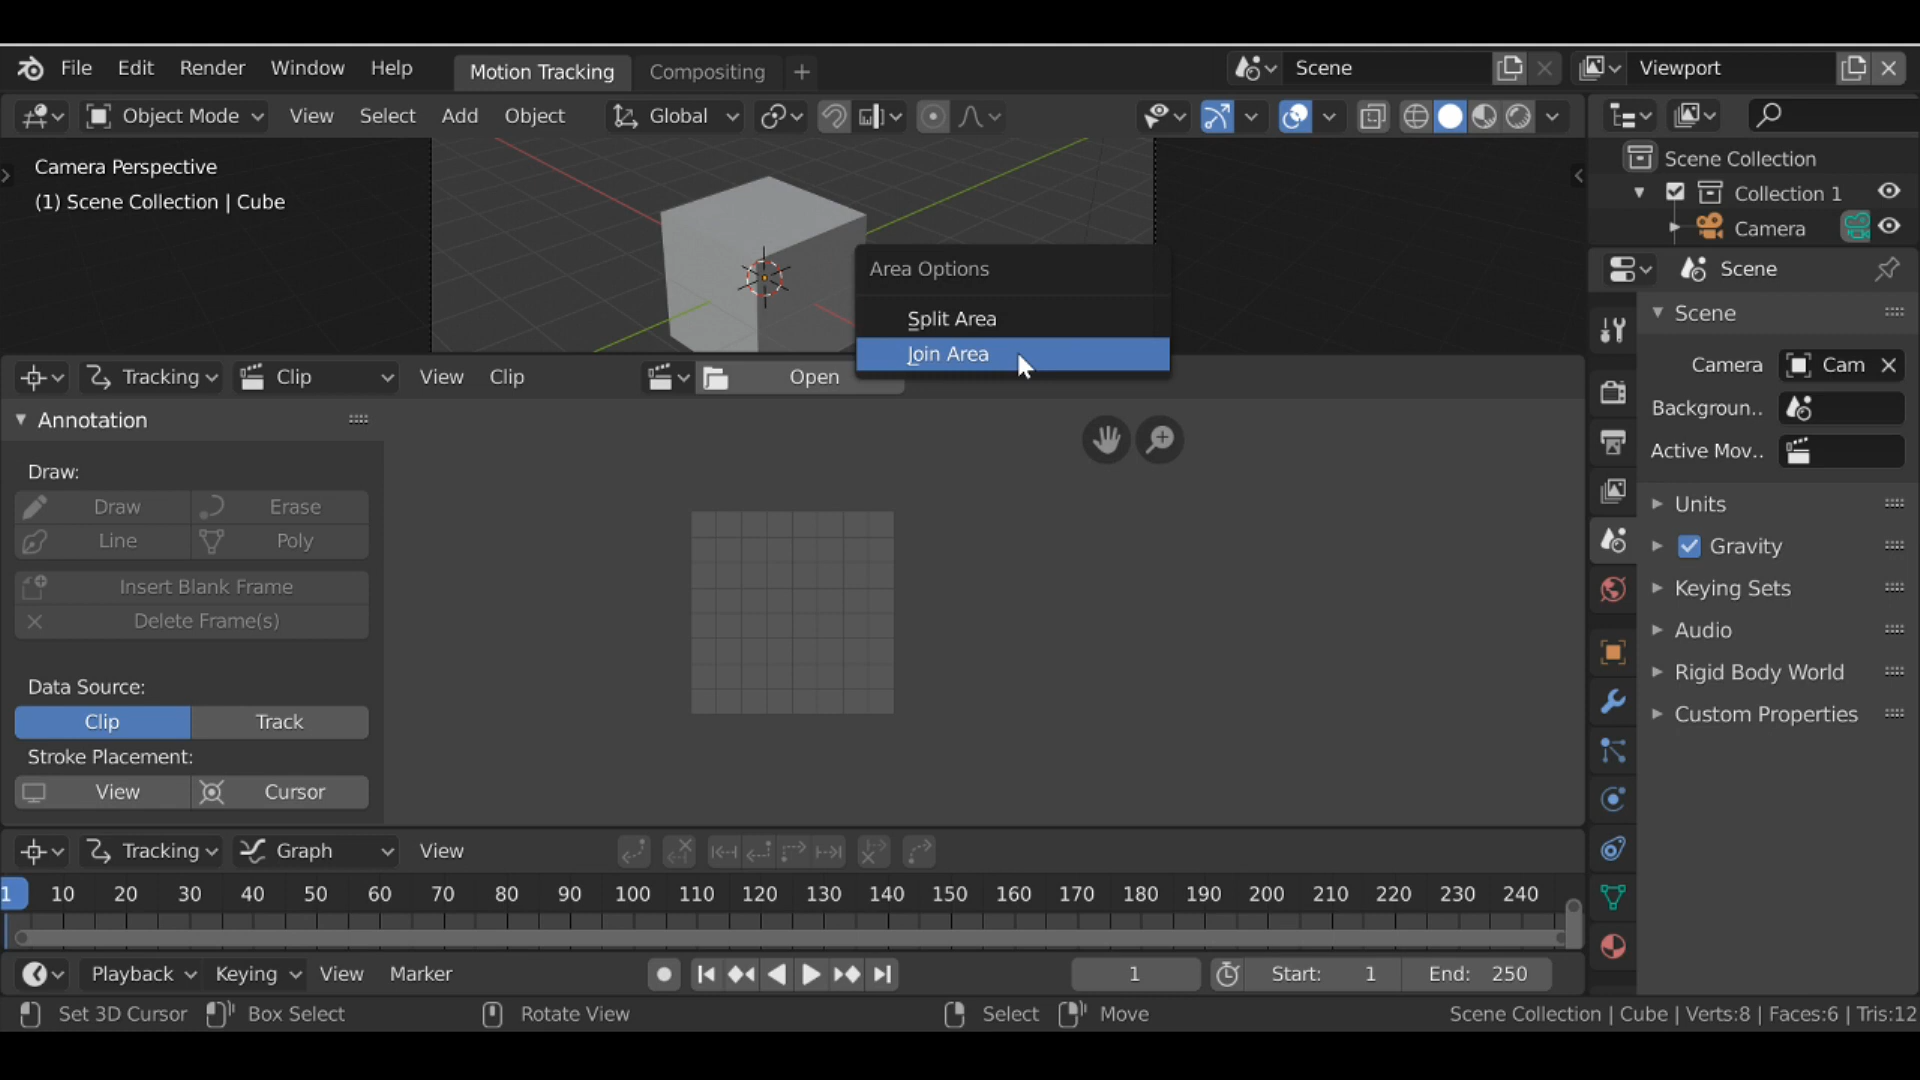 File Edit Render Window Help Motion Tracking Compositing + Scene Viewport
Object Mode View Select Add Object Global
Camera Perspective
(1) Scene Collection | Cube
Scene Collection
Collection 1
Camera
Area Options
Split Area
Join Area
Scene
Scene
Camera Cam
Backgroun..
Active Mov..
Units
Gravity
Keying Sets
Audio
Rigid Body World
Custom Properties
Tracking Clip View Clip Open
Annotation
Draw:
Draw Erase
Line Poly
Insert Blank Frame
Delete Frame(s)
Data Source:
Clip Track
Stroke Placement:
View Cursor
Tracking Graph View
1 10 20 30 40 50 60 70 80 90 100 110 120 130 140 150 160 170 180 190 200 210 220 230 240
Playback Keying View Marker 1 Start: 1 End: 250
Set 3D Cursor Box Select Rotate View Select Move Scene Collection | Cube | Verts:8 | Faces:6 | Tris:12